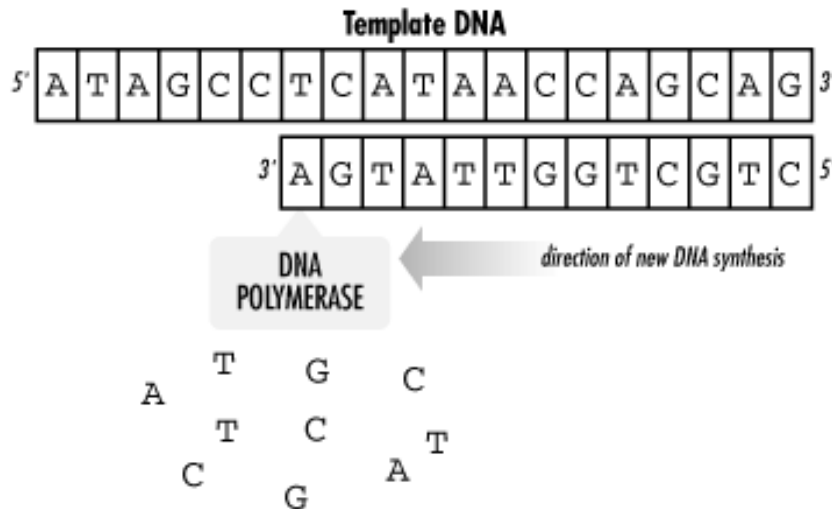 Template DNA
5' A T A G C C T C A T A A C C A G C A G 3'
3' A G T A T T G G T C G T C 5'
DNA
POLYMERASE
direction of new DNA synthesis
T G C
A
T C T
C A
G